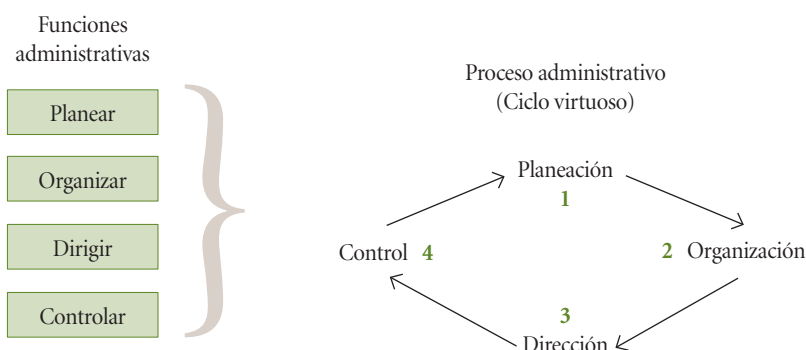 Funciones
administrativas
Planear
Organizar
Dirigir
Controlar
Proceso administrativo
(Ciclo virtuoso)
Planeación
1
Control 4
2 Organización
3
Dirección